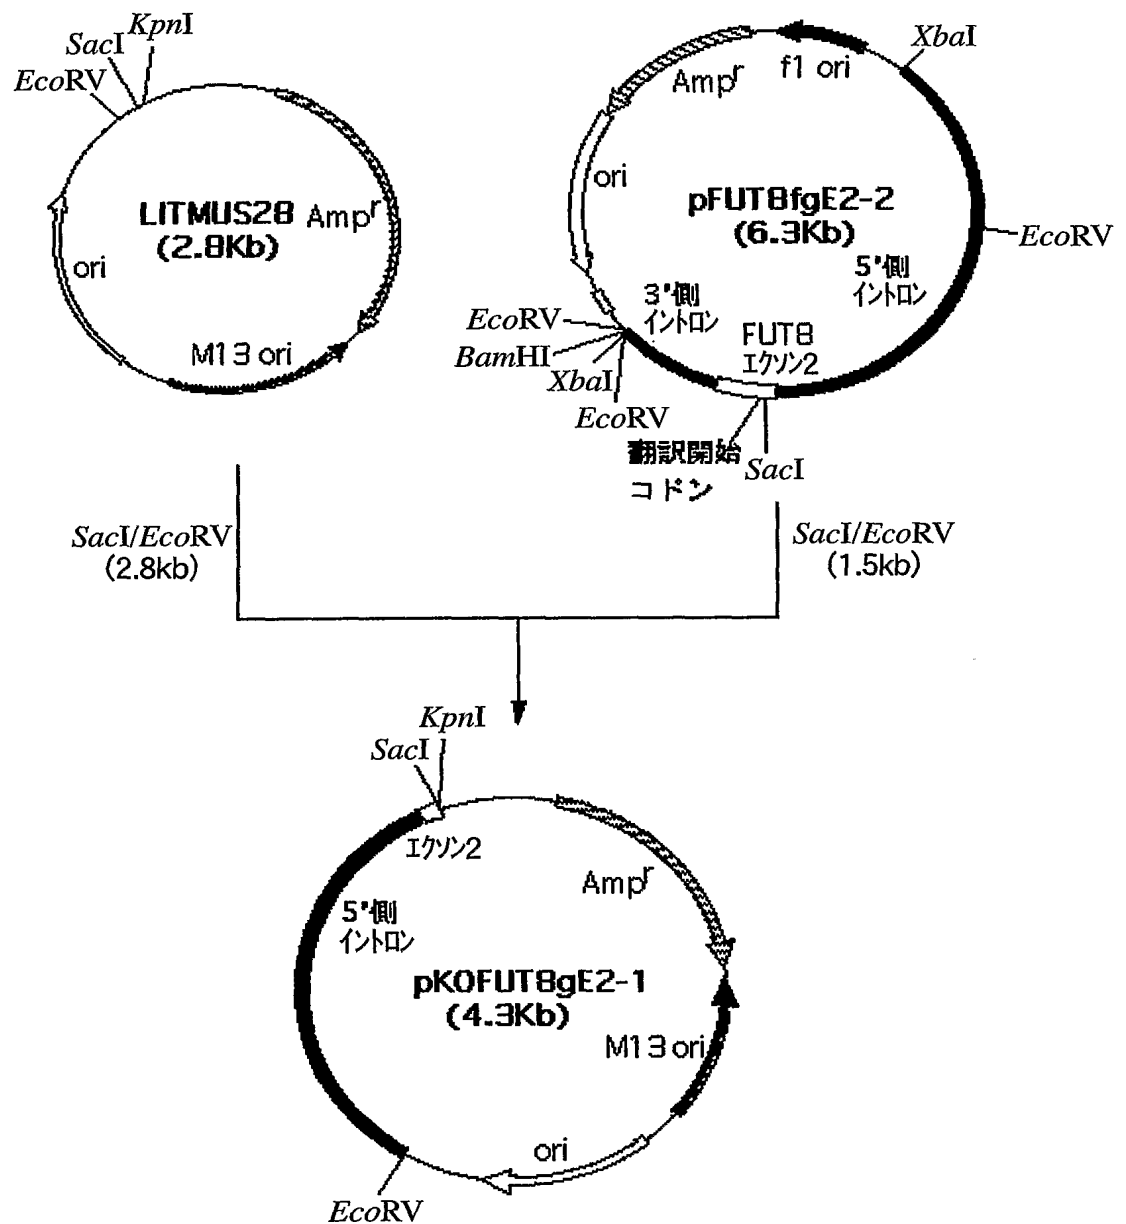 KpnI
SacI
EcoRV
LITMUS28
(2.8Kb)
Ampr
ori
M13 ori
XbaI
f1 ori
Ampr
ori
pFUT8fgE2-2
(6.3Kb)
EcoRV
5'側
イントロン
3'側
イントロン
FUT8
エクソン2
EcoRV
BamHI
XbaI
EcoRV
翻訳開始
コドン
SacI
SacI/EcoRV
(2.8kb)
SacI/EcoRV
(1.5kb)
KpnI
SacI
エクソン2
Ampr
5'側
イントロン
pKOFUT8gE2-1
(4.3Kb)
M13 ori
ori
EcoRV